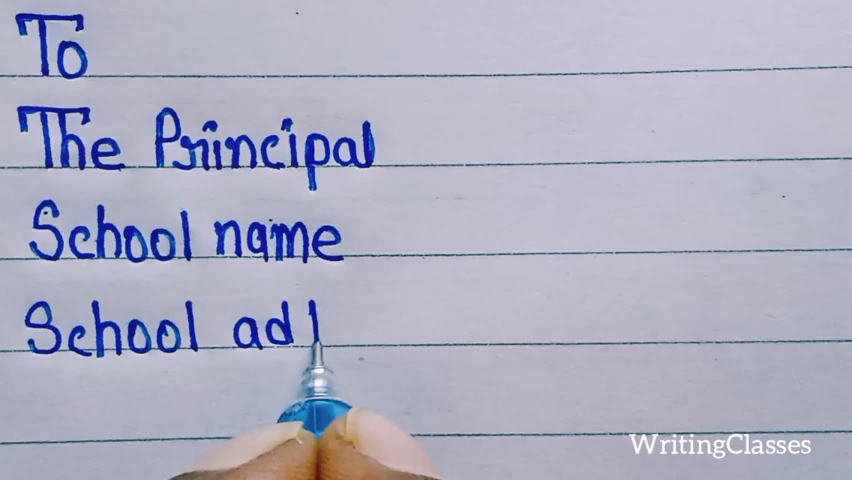 To
The Principal
School name
School ad
WritingClasses